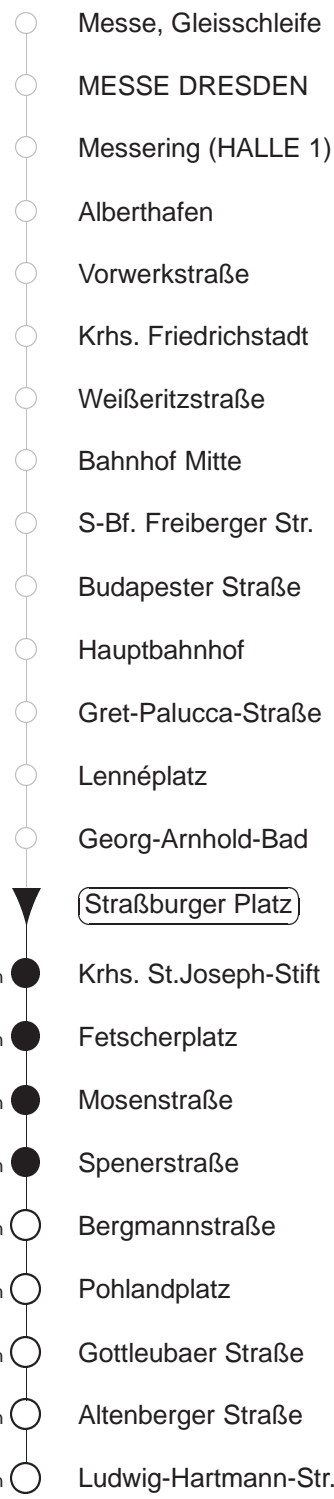 Messe, Gleisschleife
MESSE DRESDEN
Messering (HALLE 1)
Alberthafen
Vorwerkstraße
Krhs. Friedrichstadt
Weißeritzstraße
Bahnhof Mitte
S-Bf. Freiberger Str.
Budapester Straße
Hauptbahnhof
Gret-Palucca-Straße
Lennéplatz
Georg-Arnhold-Bad
Straßburger Platz
Krhs. St.Joseph-Stift
Fetscherplatz
Mosenstraße
Spenerstraße
Bergmannstraße
Pohlandplatz
Gottleubaer Straße
Altenberger Straße
Ludwig-Hartmann-Str.